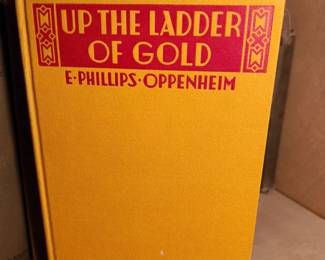 UP THE LADDER
OF GOLD
E·PHILLIPS·OPPENHEIM